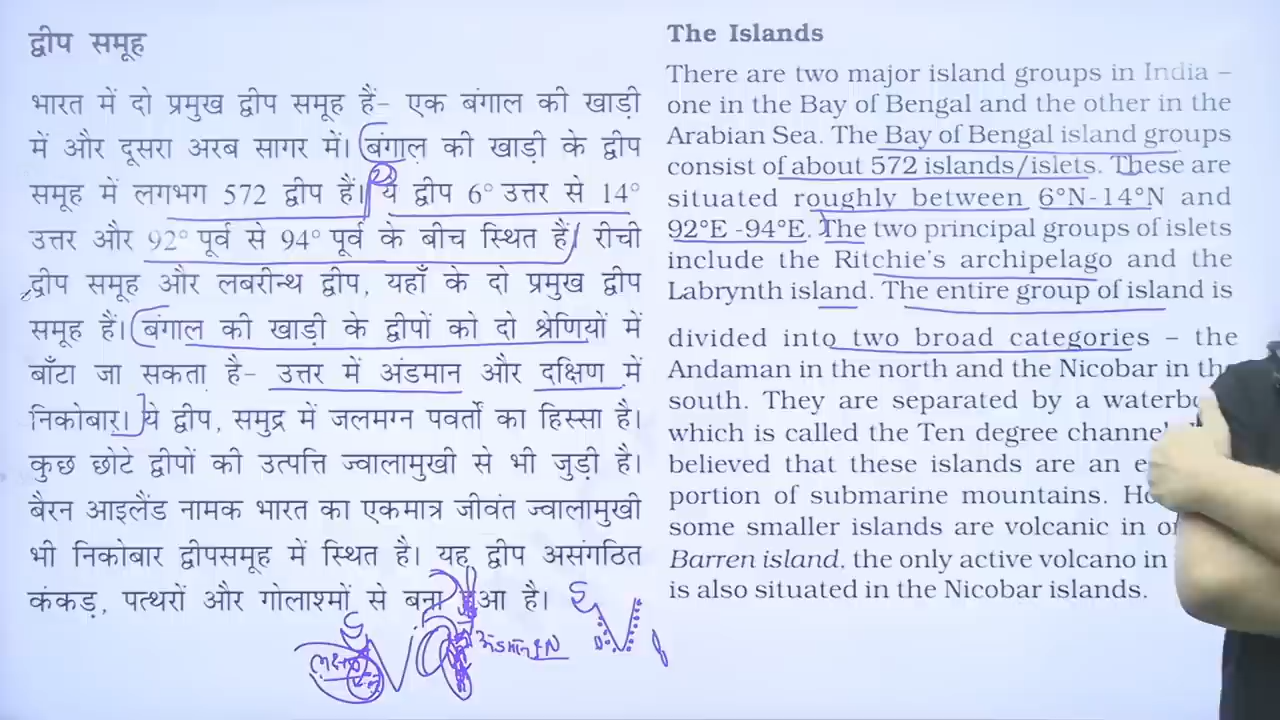 द्वीप समूह
भारत में दो प्रमुख द्वीप समूह हैं- एक बंगाल की खाड़ी
में और दूसरा अरब सागर में। बंगाल की खाड़ी के द्वीप
समूह में लगभग 572 द्वीप हैं। ये द्वीप 6° उत्तर से 14°
उत्तर और 92° पूर्व से 94° पूर्व के बीच स्थित हैं। रीची
द्वीप समूह और लबरीन्थ द्वीप, यहाँ के दो प्रमुख द्वीप
समूह हैं। बंगाल की खाड़ी के द्वीपों को दो श्रेणियों में
बाँटा जा सकता है- उत्तर में अंडमान और दक्षिण में
निकोबार। ये द्वीप, समुद्र में जलमग्न पवर्तों का हिस्सा है।
कुछ छोटे द्वीपों की उत्पत्ति ज्वालामुखी से भी जुड़ी है।
बैरन आइलैंड नामक भारत का एकमात्र जीवंत ज्वालामुखी
भी निकोबार द्वीपसमूह में स्थित है। यह द्वीप असंगठित
कंकड़, पत्थरों और गोलाश्मों से बना हुआ है।
The Islands
There are two major island groups in India –
one in the Bay of Bengal and the other in the
Arabian Sea. The Bay of Bengal island groups
consist of about 572 islands/islets. These are
situated roughly between 6°N-14°N and
92°E -94°E. The two principal groups of islets
include the Ritchie's archipelago and the
Labrynth island. The entire group of island is
divided into two broad categories – the
Andaman in the north and the Nicobar in the
south. They are separated by a
which is called the Ten degree
believed that these islands are an
portion of submarine mountains.
some smaller islands are volcanic in
Barren island, the only active volcano in
is also situated in the Nicobar islands.